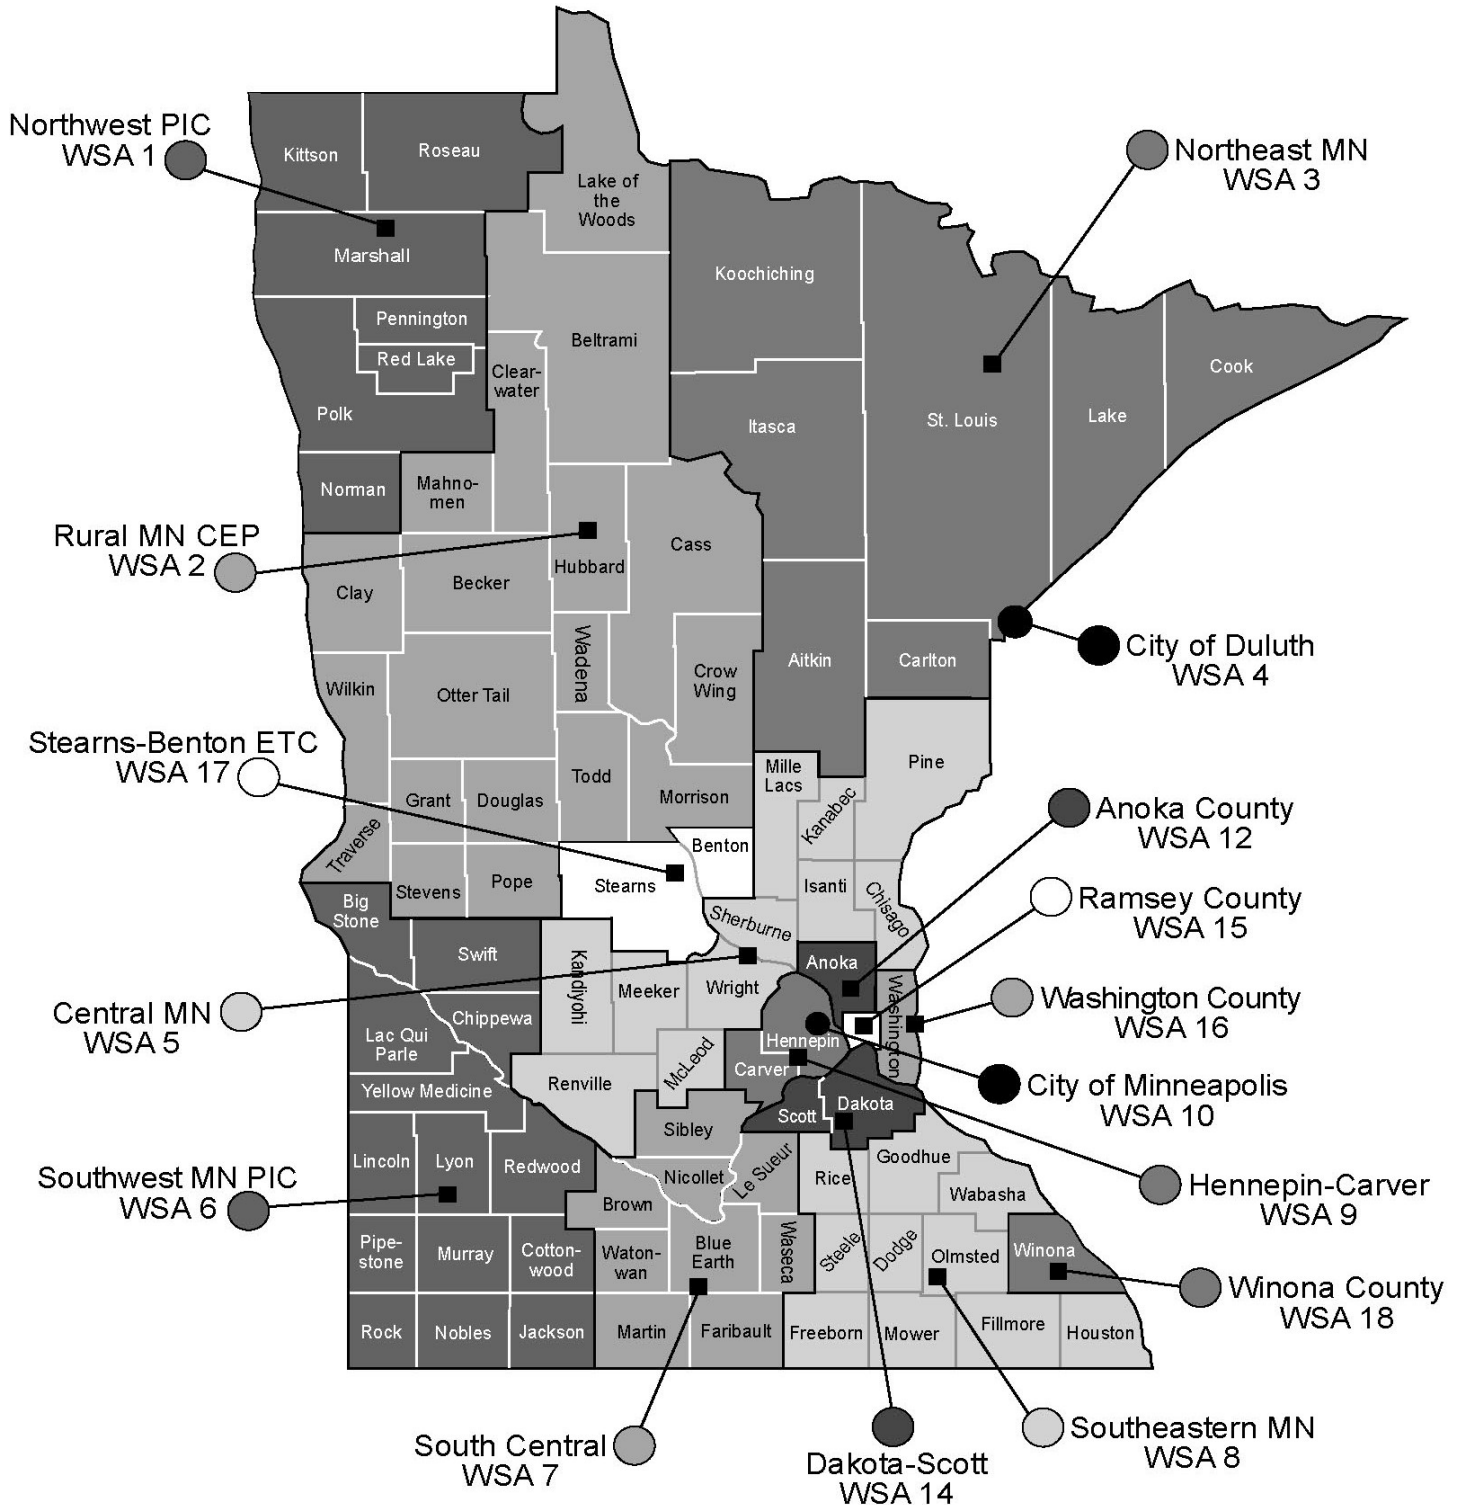 Northwest PIC
WSA 1
Northeast MN
WSA 3
Kittson
Roseau
Lake of
the
Woods
Marshall
Koochiching
Pennington
Beltrami
Red Lake
Clear-
water
Cook
Polk
Itasca
St. Louis
Lake
Norman
Mahno-
men
Rural MN CEP
WSA 2
Cass
Hubbard
Clay
Becker
Wadena
City of Duluth
WSA 4
Aitkin
Carlton
Crow
Wing
Wilkin
Otter Tail
Stearns-Benton ETC
WSA 17
Mille
Lacs
Pine
Todd
Morrison
Grant
Douglas
Kanabec
Anoka County
WSA 12
Traverse
Benton
Stevens
Pope
Stearns
Isanti
Chisago
Ramsey County
WSA 15
Big
Stone
Sherburne
Swift
Kandiyohi
Anoka
Meeker
Wright
Washington
Washington County
WSA 16
Central MN
WSA 5
Chippewa
Lac Qui
Parle
Hennepin
McLeod
Carver
Renville
City of Minneapolis
WSA 10
Yellow Medicine
Scott
Dakota
Sibley
Lincoln
Lyon
Redwood
Goodhue
Nicollet
Le Sueur
Rice
Wabasha
Southwest MN PIC
WSA 6
Hennepin-Carver
WSA 9
Brown
Pipe-
stone
Murray
Cotton-
wood
Waton-
wan
Blue
Earth
Waseca
Steele
Dodge
Olmsted
Winona
Winona County
WSA 18
Rock
Nobles
Jackson
Martin
Faribault
Freeborn
Mower
Fillmore
Houston
South Central
WSA 7
Dakota-Scott
WSA 14
Southeastern MN
WSA 8